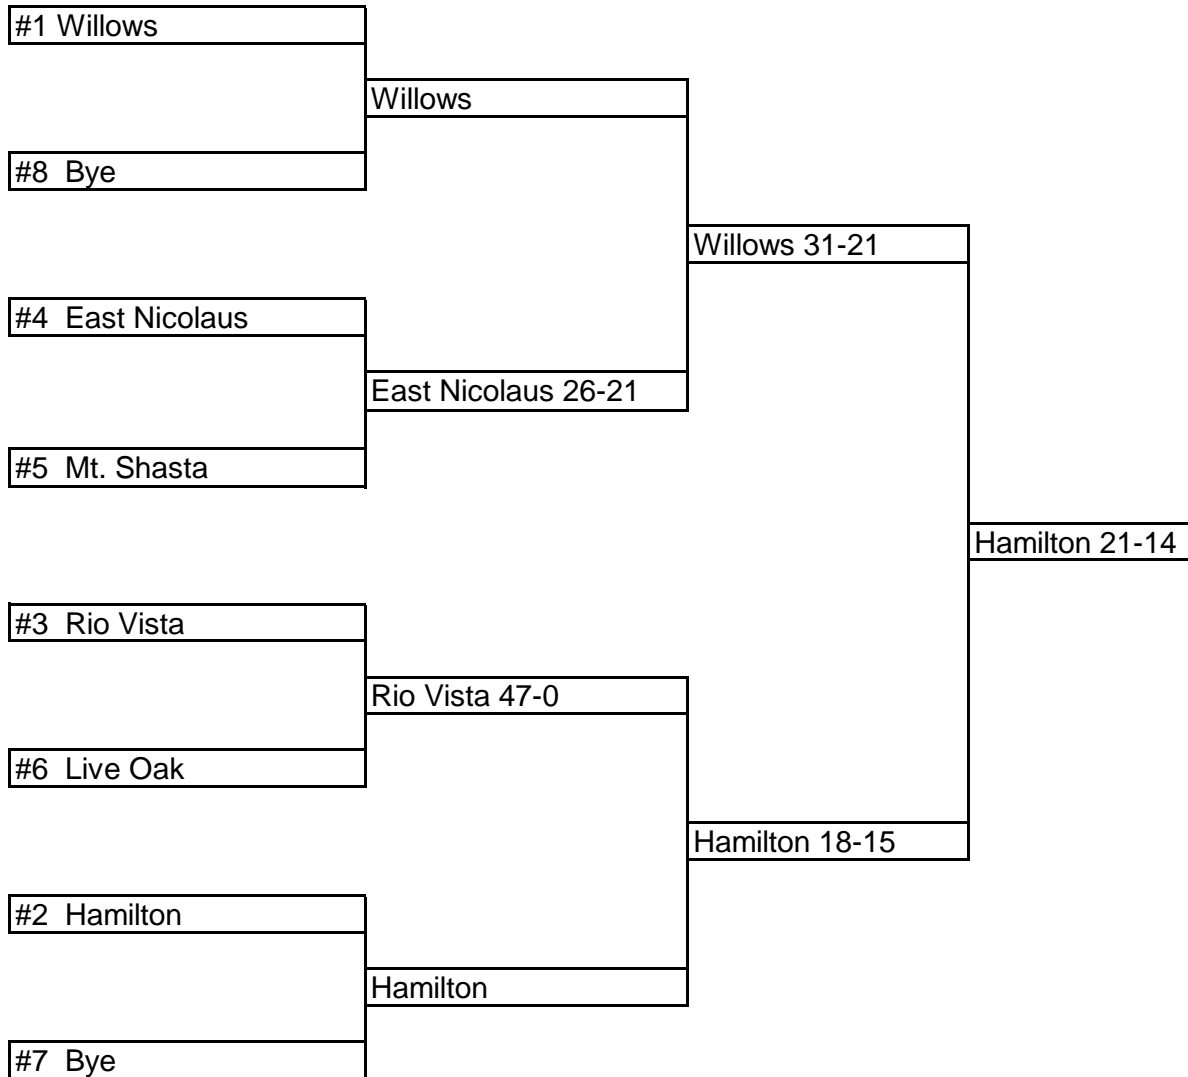 #1 Willows
Willows
#8 Bye
Willows 31-21
#4 East Nicolaus
East Nicolaus 26-21
#5 Mt. Shasta
Hamilton 21-14
#3 Rio Vista
Rio Vista 47-0
#6 Live Oak
Hamilton 18-15
#2 Hamilton
Hamilton
#7 Bye